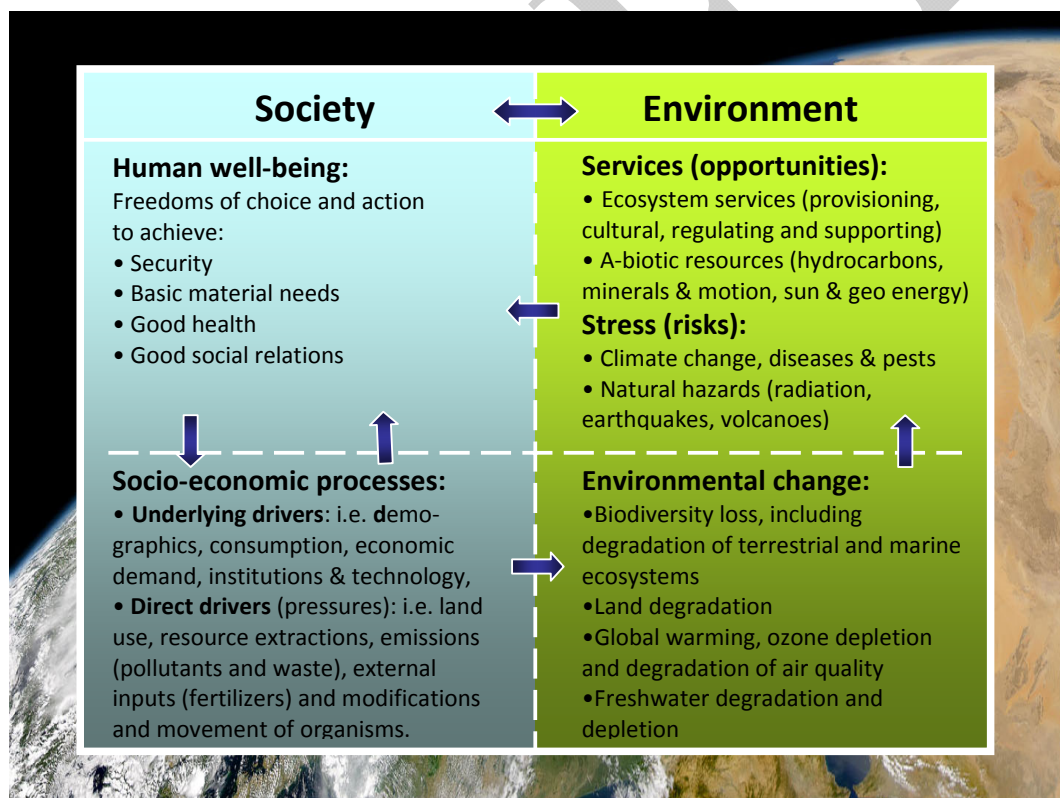 Society
Human well-being:
Freedoms of choice and action
to achieve:
• Security
• Basic material needs
• Good health
• Good social relations
Socio-economic processes:
• Underlying drivers: i.e. demo-
graphics, consumption, economic
demand, institutions & technology,
• Direct drivers (pressures): i.e. land
use, resource extractions, emissions
(pollutants and waste), external
inputs (fertilizers) and modifications
and movement of organisms.
Environment
Services (opportunities):
• Ecosystem services (provisioning,
cultural, regulating and supporting)
• A-biotic resources (hydrocarbons,
minerals & motion, sun & geo energy)
Stress (risks):
• Climate change, diseases & pests
• Natural hazards (radiation,
earthquakes, volcanoes)
Environmental change:
•Biodiversity loss, including
degradation of terrestrial and marine
ecosystems
•Land degradation
•Global warming, ozone depletion
and degradation of air quality
•Freshwater degradation and
depletion